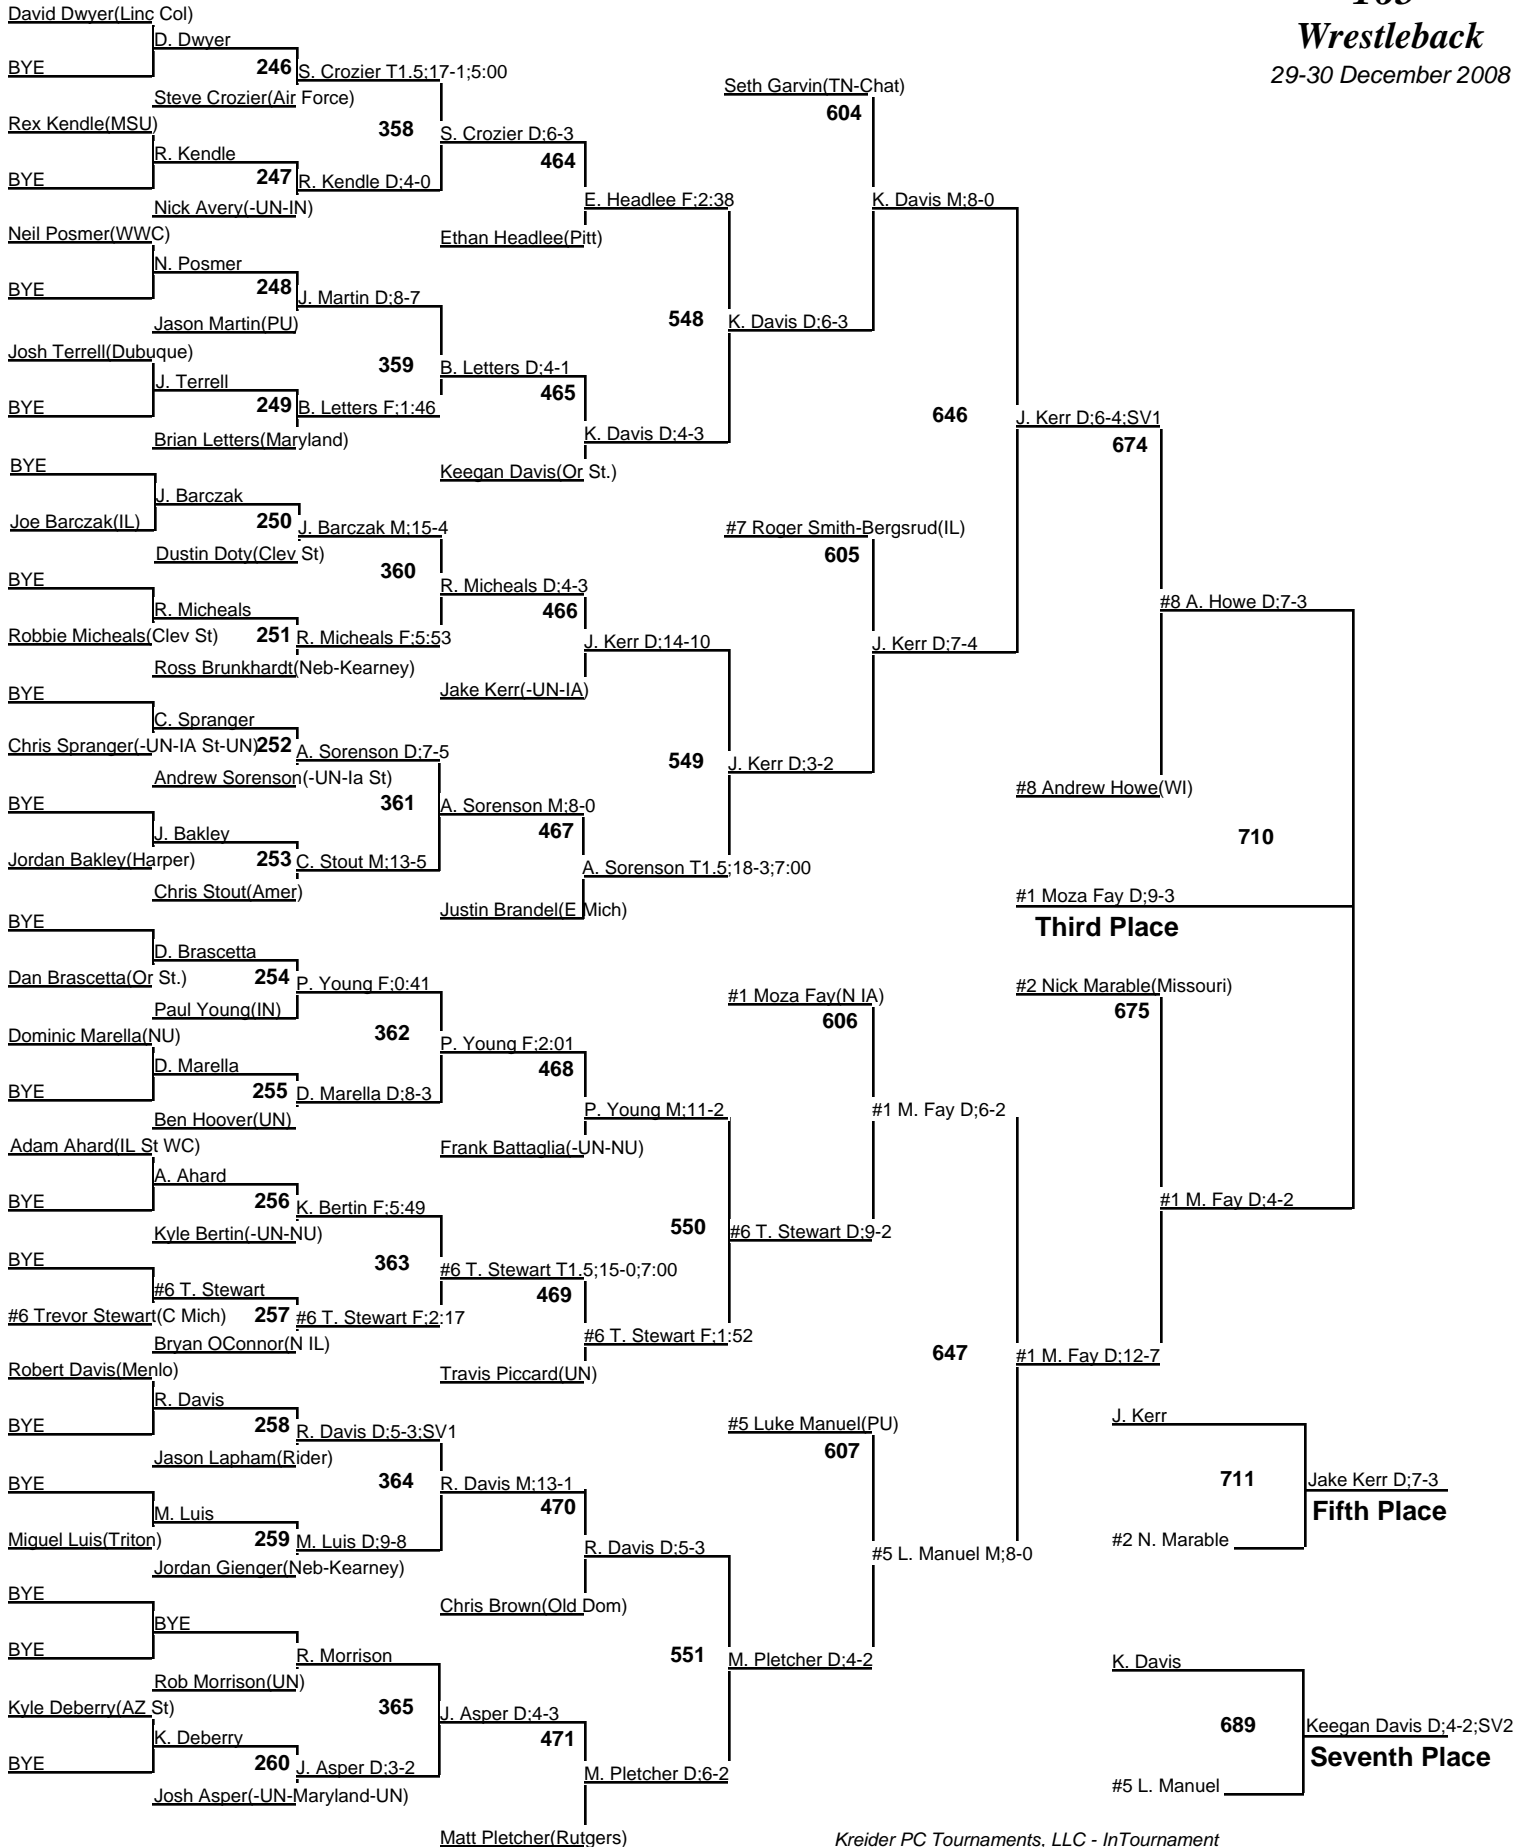 Wrestleback
29-30 December 2008
David Dwyer(Linc Col)
D. Dwyer
BYE
246
S. Crozier T1.5;17-1;5:00
Steve Crozier(Air Force)
Rex Kendle(MSU)
358
S. Crozier D;6-3
R. Kendle
464
BYE
247
R. Kendle D;4-0
Nick Avery(-UN-IN)
E. Headlee F;2:38
Ethan Headlee(Pitt)
Neil Posmer(WWC)
N. Posmer
BYE
248
J. Martin D;8-7
Jason Martin(PU)
548
K. Davis D;6-3
Josh Terrell(Dubuque)
359
B. Letters D;4-1
J. Terrell
465
BYE
249
B. Letters F;1:46
Brian Letters(Maryland)
K. Davis D;4-3
Keegan Davis(Or St.)
Seth Garvin(TN-Chat)
604
K. Davis M;8-0
646
J. Kerr D;6-4;SV1
674
BYE
J. Barczak
Joe Barczak(IL)
250
J. Barczak M;15-4
Dustin Doty(Clev St)
#7 Roger Smith-Bergsrud(IL)
605
BYE
360
R. Micheals D;4-3
R. Micheals
466
Robbie Micheals(Clev St)
251
R. Micheals F;5:53
Ross Brunkhardt(Neb-Kearney)
J. Kerr D;14-10
J. Kerr D;7-4
Jake Kerr(-UN-IA)
#8 A. Howe D;7-3
BYE
C. Spranger
Chris Spranger(-UN-IA St-UN)
252
A. Sorenson D;7-5
Andrew Sorenson(-UN-Ia St)
549
J. Kerr D;3-2
#8 Andrew Howe(WI)
BYE
361
A. Sorenson M;8-0
J. Bakley
467
710
Jordan Bakley(Harper)
253
C. Stout M;13-5
Chris Stout(Amer)
A. Sorenson T1.5;18-3;7:00
Justin Brandel(E Mich)
#1 Moza Fay D;9-3
Third Place
BYE
D. Brascetta
Dan Brascetta(Or St.)
254
P. Young F;0:41
Paul Young(IN)
#1 Moza Fay(N IA)
606
#2 Nick Marable(Missouri)
675
Dominic Marella(NU)
362
P. Young F;2:01
D. Marella
468
BYE
255
D. Marella D;8-3
Ben Hoover(UN)
P. Young M;11-2
#1 M. Fay D;6-2
Frank Battaglia(-UN-NU)
Adam Ahard(IL St WC)
A. Ahard
BYE
256
K. Bertin F;5:49
Kyle Bertin(-UN-NU)
550
#6 T. Stewart D;9-2
#1 M. Fay D;4-2
BYE
363
#6 T. Stewart T1.5;15-0;7:00
#6 T. Stewart
469
#6 Trevor Stewart(C Mich)
257
#6 T. Stewart F;2:17
Bryan OConnor(N IL)
#6 T. Stewart F;1:52
Travis Piccard(UN)
647
#1 M. Fay D;12-7
Robert Davis(Menlo)
R. Davis
BYE
258
R. Davis D;5-3;SV1
Jason Lapham(Rider)
#5 Luke Manuel(PU)
607
J. Kerr
BYE
364
R. Davis M;13-1
M. Luis
470
711
Jake Kerr D;7-3
Fifth Place
Miguel Luis(Triton)
259
M. Luis D;9-8
Jordan Gienger(Neb-Kearney)
R. Davis D;5-3
#5 L. Manuel M;8-0
#2 N. Marable
Chris Brown(Old Dom)
BYE
BYE
BYE
R. Morrison
Rob Morrison(UN)
551
M. Pletcher D;4-2
K. Davis
Kyle Deberry(AZ St)
365
J. Asper D;4-3
K. Deberry
471
689
Keegan Davis D;4-2;SV2
Seventh Place
BYE
260
J. Asper D;3-2
Josh Asper(-UN-Maryland-UN)
M. Pletcher D;6-2
#5 L. Manuel
Matt Pletcher(Rutgers)
Kreider PC Tournaments, LLC - InTournament